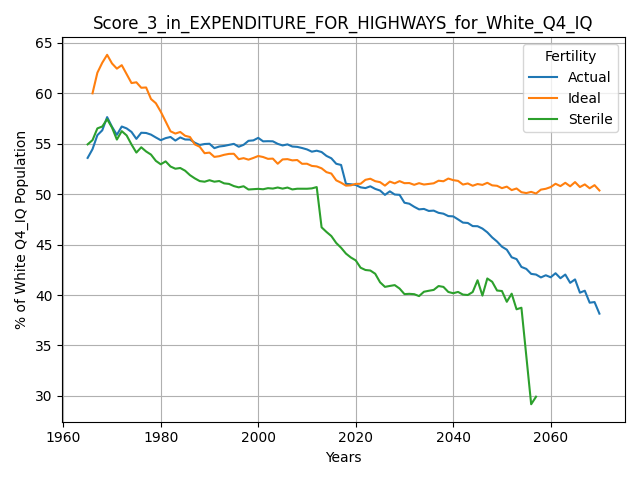 Score_3_in_EXPENDITURE_FOR_HIGHWAYS_for_White_Q4_IQ
% of White Q4_IQ Population
65
60
55
50
45
40
35
30
Fertility
Actual
Ideal
Sterile
1960
1980
2000
2020
2040
2060
Years